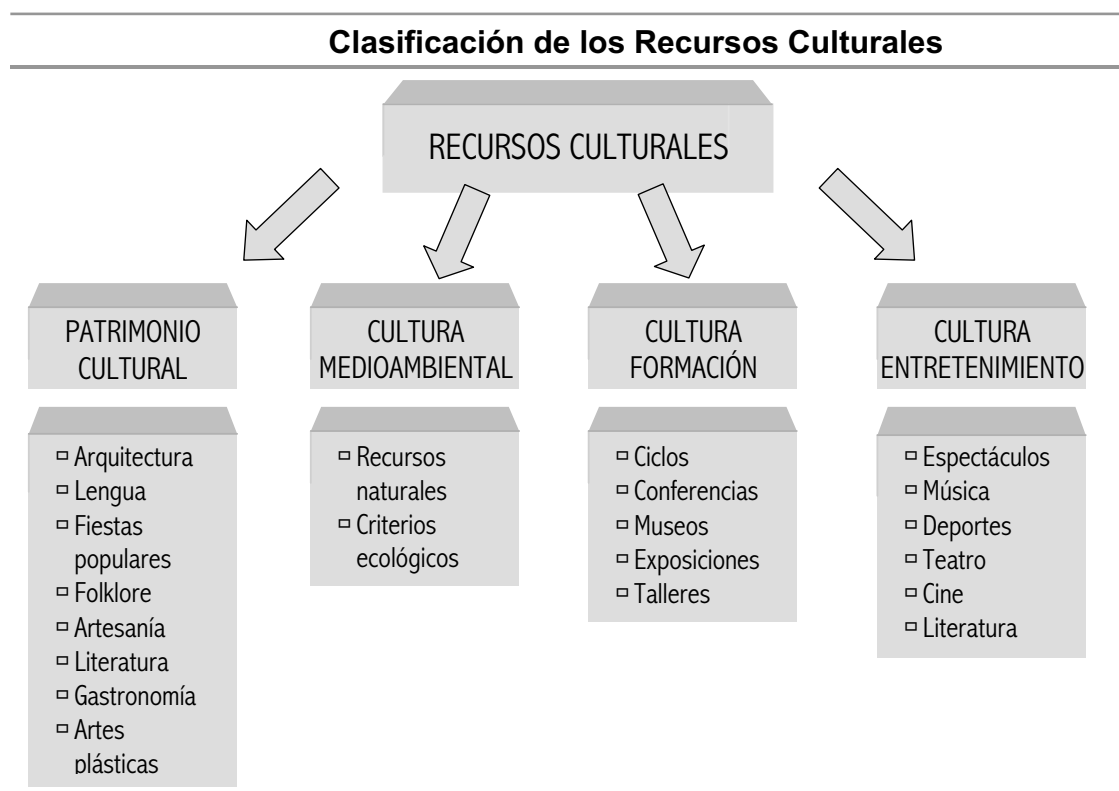 Clasificación de los Recursos Culturales
RECURSOS CULTURALES
PATRIMONIO
CULTURAL
▫ Arquitectura
▫ Lengua
▫ Fiestas
populares
▫ Folklore
▫ Artesanía
▫ Literatura
▫ Gastronomía
▫ Artes
plásticas
CULTURA
MEDIOAMBIENTAL
▫ Recursos
naturales
▫ Criterios
ecológicos
CULTURA
FORMACIÓN
▫ Ciclos
▫ Conferencias
▫ Museos
▫ Exposiciones
▫ Talleres
CULTURA
ENTRETENIMIENTO
▫ Espectáculos
▫ Música
▫ Deportes
▫ Teatro
▫ Cine
▫ Literatura